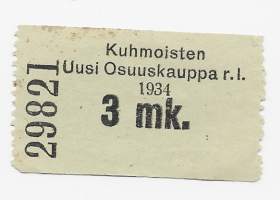 29821
Kuhmoisten
Uusi Osuuskauppa r.l.
1934
3 mk.